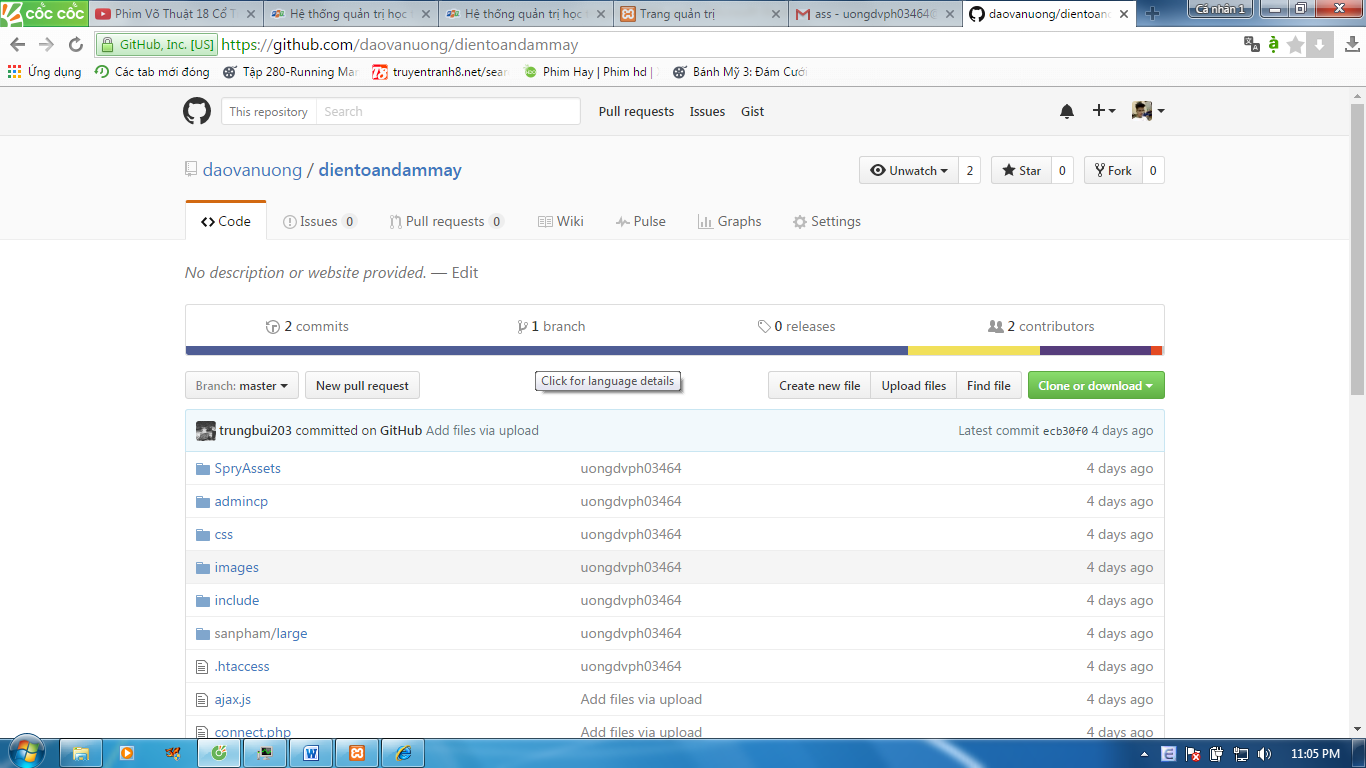 cốc cốc
Phim Võ Thuật 18 Cổ T
Hệ thống quản trị học
Hệ thống quản trị học
Trang quản trị
ass - uongdvph03464@
daovanuong/dientoandam
Cá nhân 1
GitHub, Inc. [US]
https://github.com/daovanuong/dientoandammay
Ứng dụng
Các tab mới đóng
Tập 280-Running Man
truyentranh8.net/sear
Phim Hay | Phim hd |
Bánh Mỹ 3: Đám Cưới
This repository
Search
Pull requests
Issues
Gist
daovanuong / dientoandammay
Unwatch 2
Star 0
Fork 0
Code
Issues 0
Pull requests 0
Wiki
Pulse
Graphs
Settings
No description or website provided. — Edit
2 commits
1 branch
0 releases
2 contributors
Branch: master
New pull request
Click for language details
Create new file
Upload files
Find file
Clone or download
trungbui203 committed on GitHub Add files via upload
Latest commit ecb30f0 4 days ago
SpryAssets uongdvph03464 4 days ago
admincp uongdvph03464 4 days ago
css uongdvph03464 4 days ago
images uongdvph03464 4 days ago
include uongdvph03464 4 days ago
sanpham/large uongdvph03464 4 days ago
.htaccess uongdvph03464 4 days ago
ajax.js Add files via upload 4 days ago
connect.php Add files via upload 4 days ago
11:05 PM